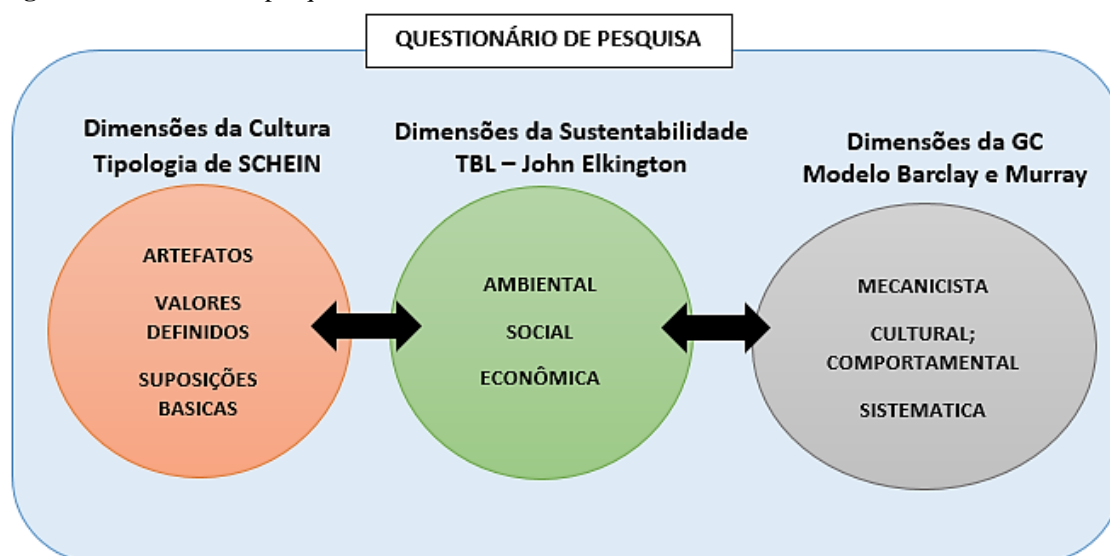 QUESTIONÁRIO DE PESQUISA
Dimensões da Cultura
Tipologia de SCHEIN
ARTEFATOS
VALORES
DEFINIDOS
SUPOSIÇÕES
BASICAS
Dimensões da Sustentabilidade
TBL – John Elkington
AMBIENTAL
SOCIAL
ECONÔMICA
Dimensões da GC
Modelo Barclay e Murray
MECANICISTA
CULTURAL;
COMPORTAMENTAL
SISTEMATICA